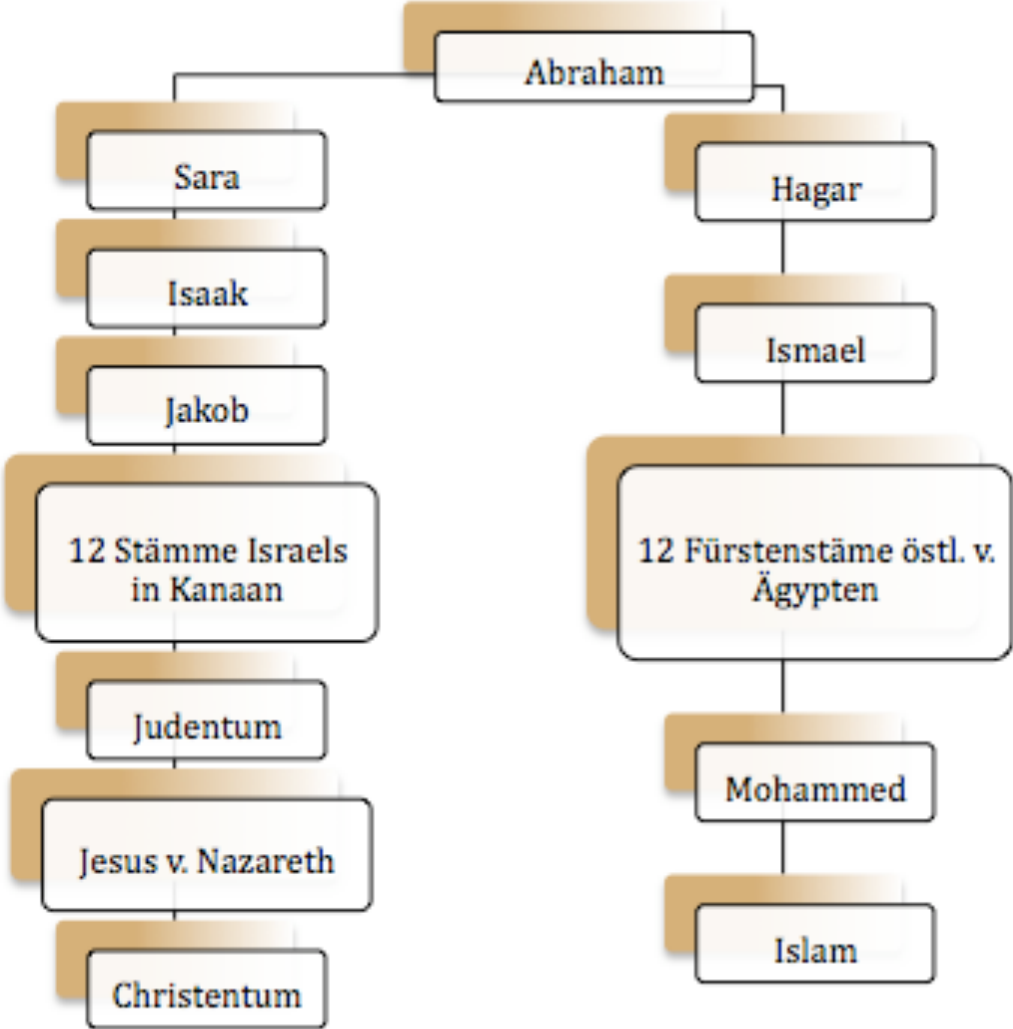 Abraham
Sara
Isaak
Jakob
12 Stämme Israels
in Kanaan
Judentum
Jesus v. Nazareth
Christentum
Hagar
Ismael
12 Fürstenstäme östl. v.
Ägypten
Mohammed
Islam